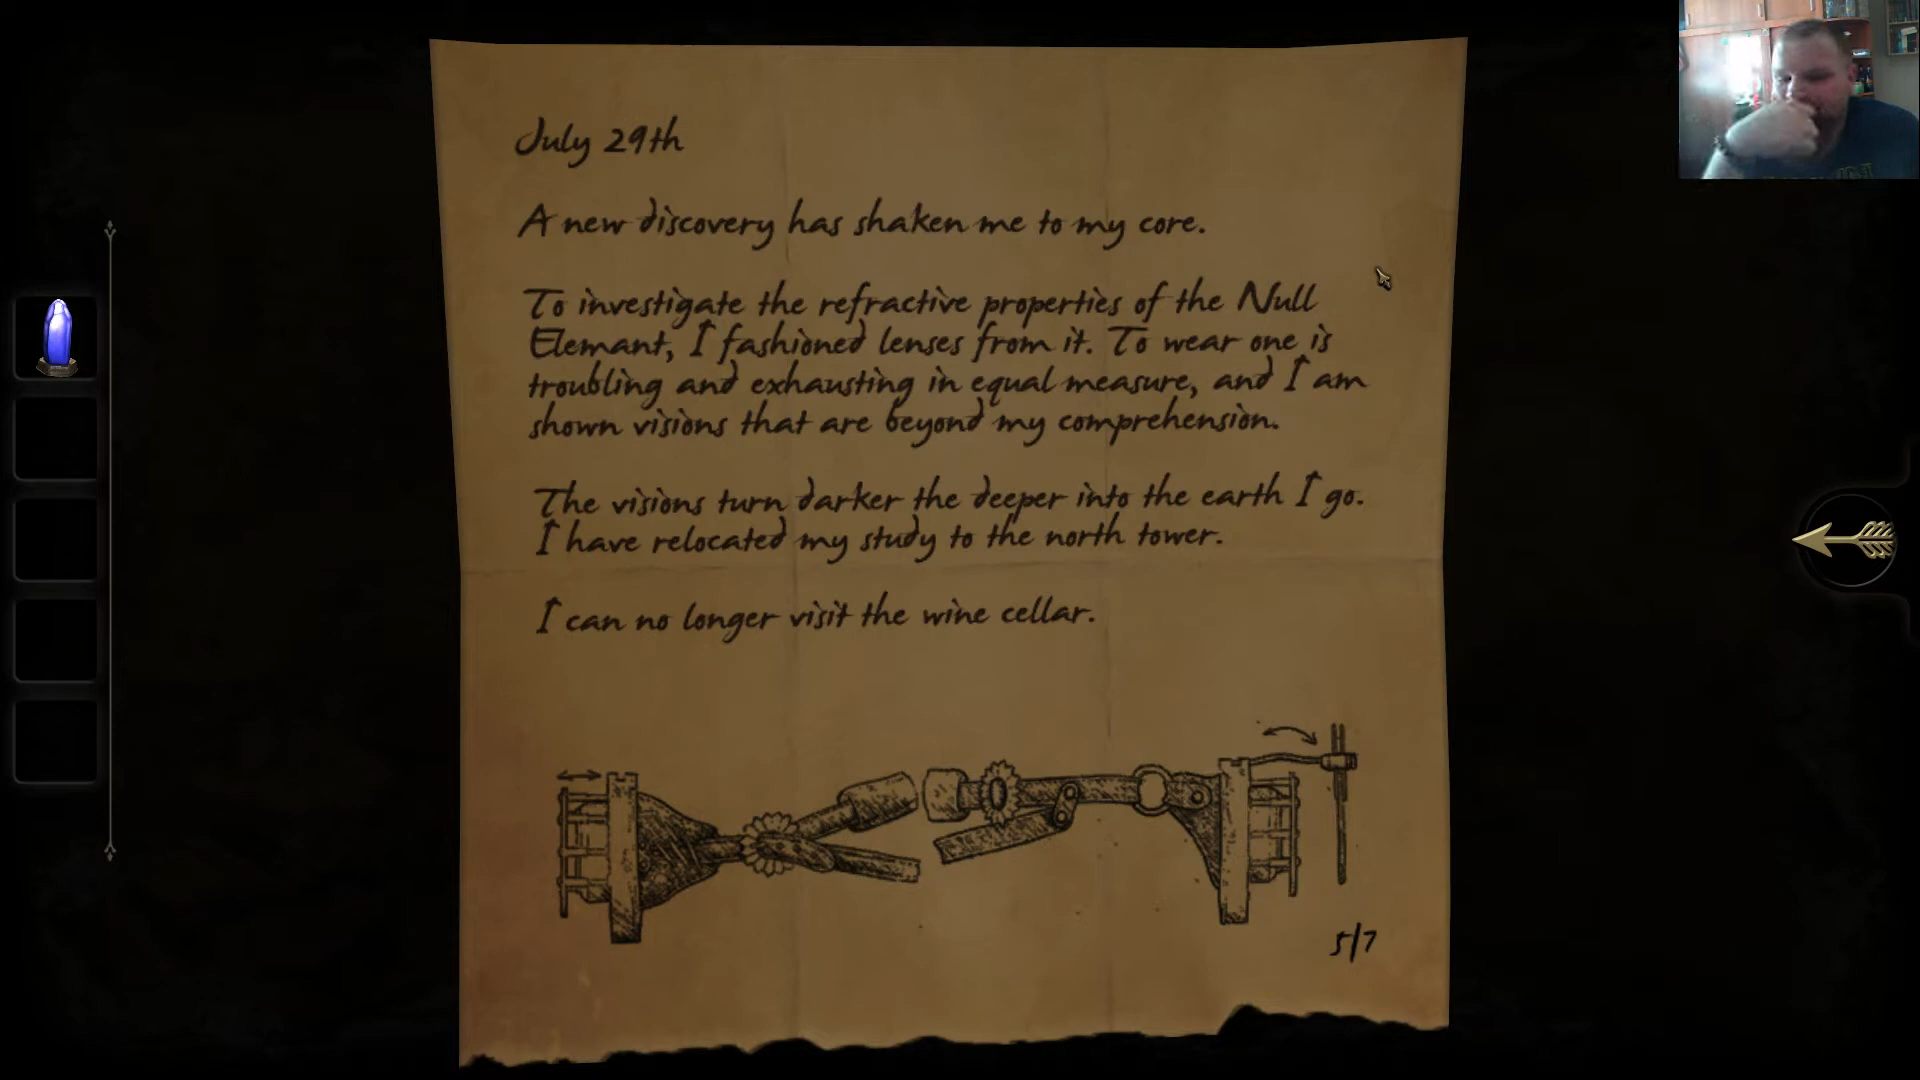 July 29th
A new discovery has shaken me to my core.
To investigate the refractive properties of the Null
Elemant, I fashioned lenses from it. To wear one is
troubling and exhausting in equal measure, and I am
shown visions that are beyond my comprehension.
The visions turn darker the deeper into the earth I go.
I have relocated my study to the north tower.
I can no longer visit the wine cellar.
5/7